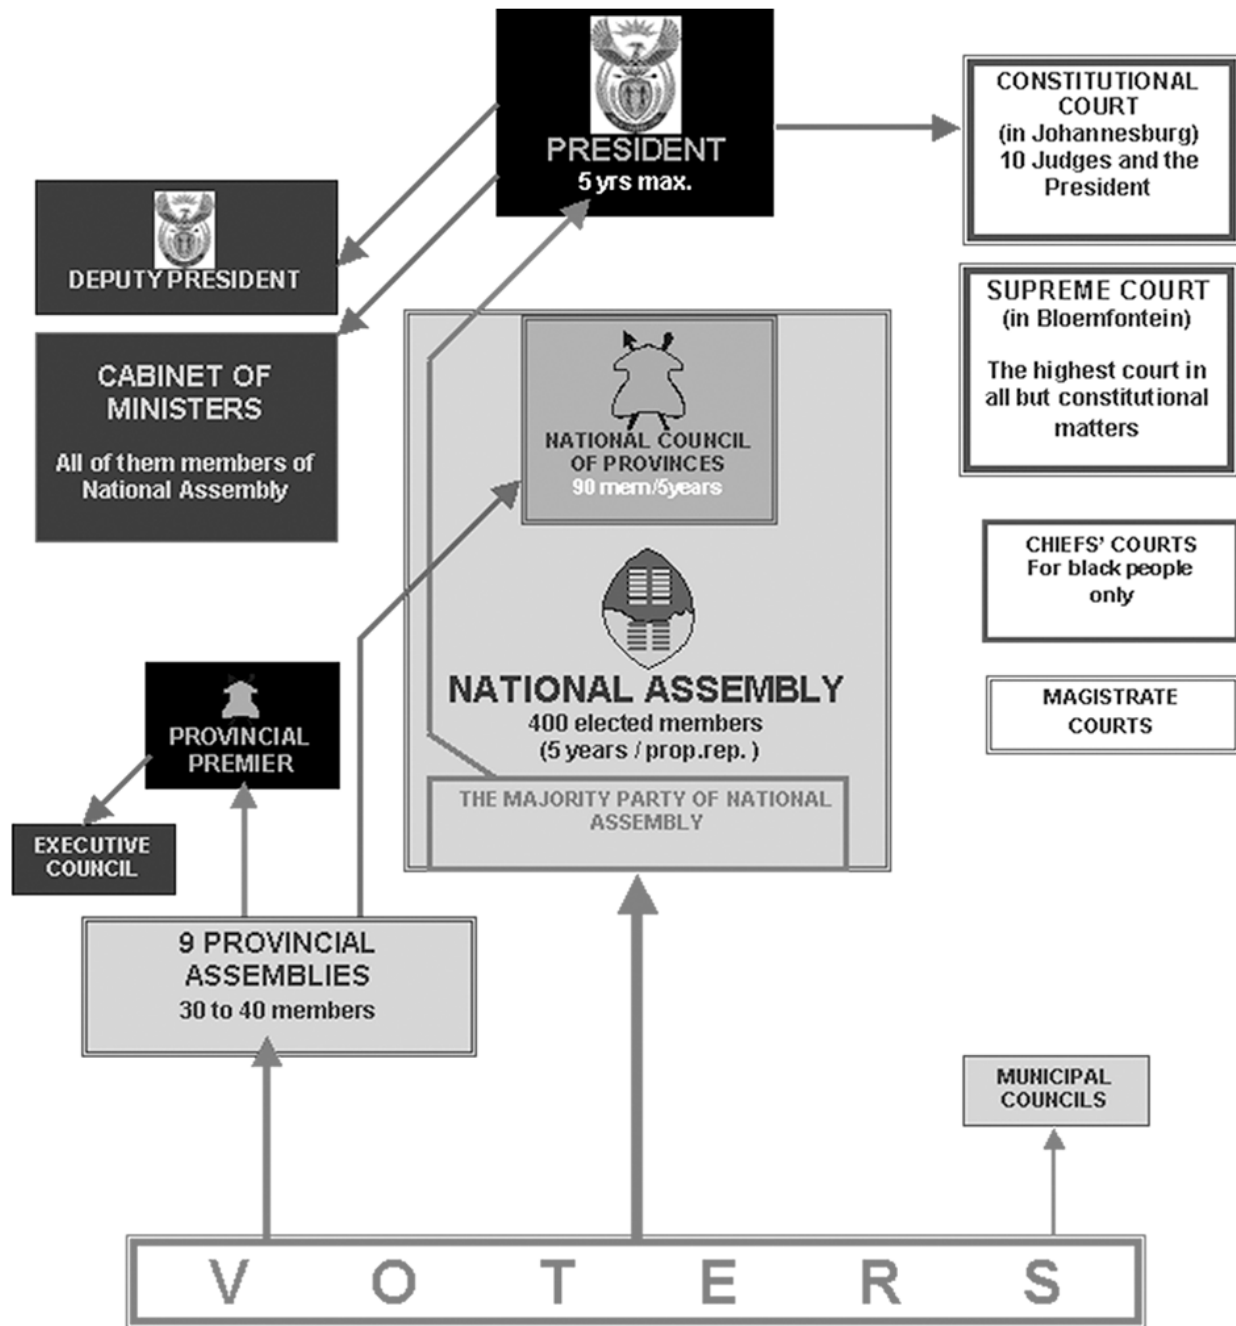 PRESIDENT
5 yrs max.
CONSTITUTIONAL
COURT
(in Johannesburg)
10 Judges and the
President
DEPUTY PRESIDENT
SUPREME COURT
(in Bloemfontein)
The highest court in
all but constitutional
matters
CABINET OF
MINISTERS
All of them members of
National Assembly
NATIONAL COUNCIL
OF PROVINCES
90 mem/5years
CHIEFS' COURTS
For black people
only
NATIONAL ASSEMBLY
400 elected members
(5 years / prop.rep. )
MAGISTRATE
COURTS
PROVINCIAL
PREMIER
THE MAJORITY PARTY OF NATIONAL
ASSEMBLY
EXECUTIVE
COUNCIL
9 PROVINCIAL
ASSEMBLIES
30 to 40 members
MUNICIPAL
COUNCILS
V O T E R S